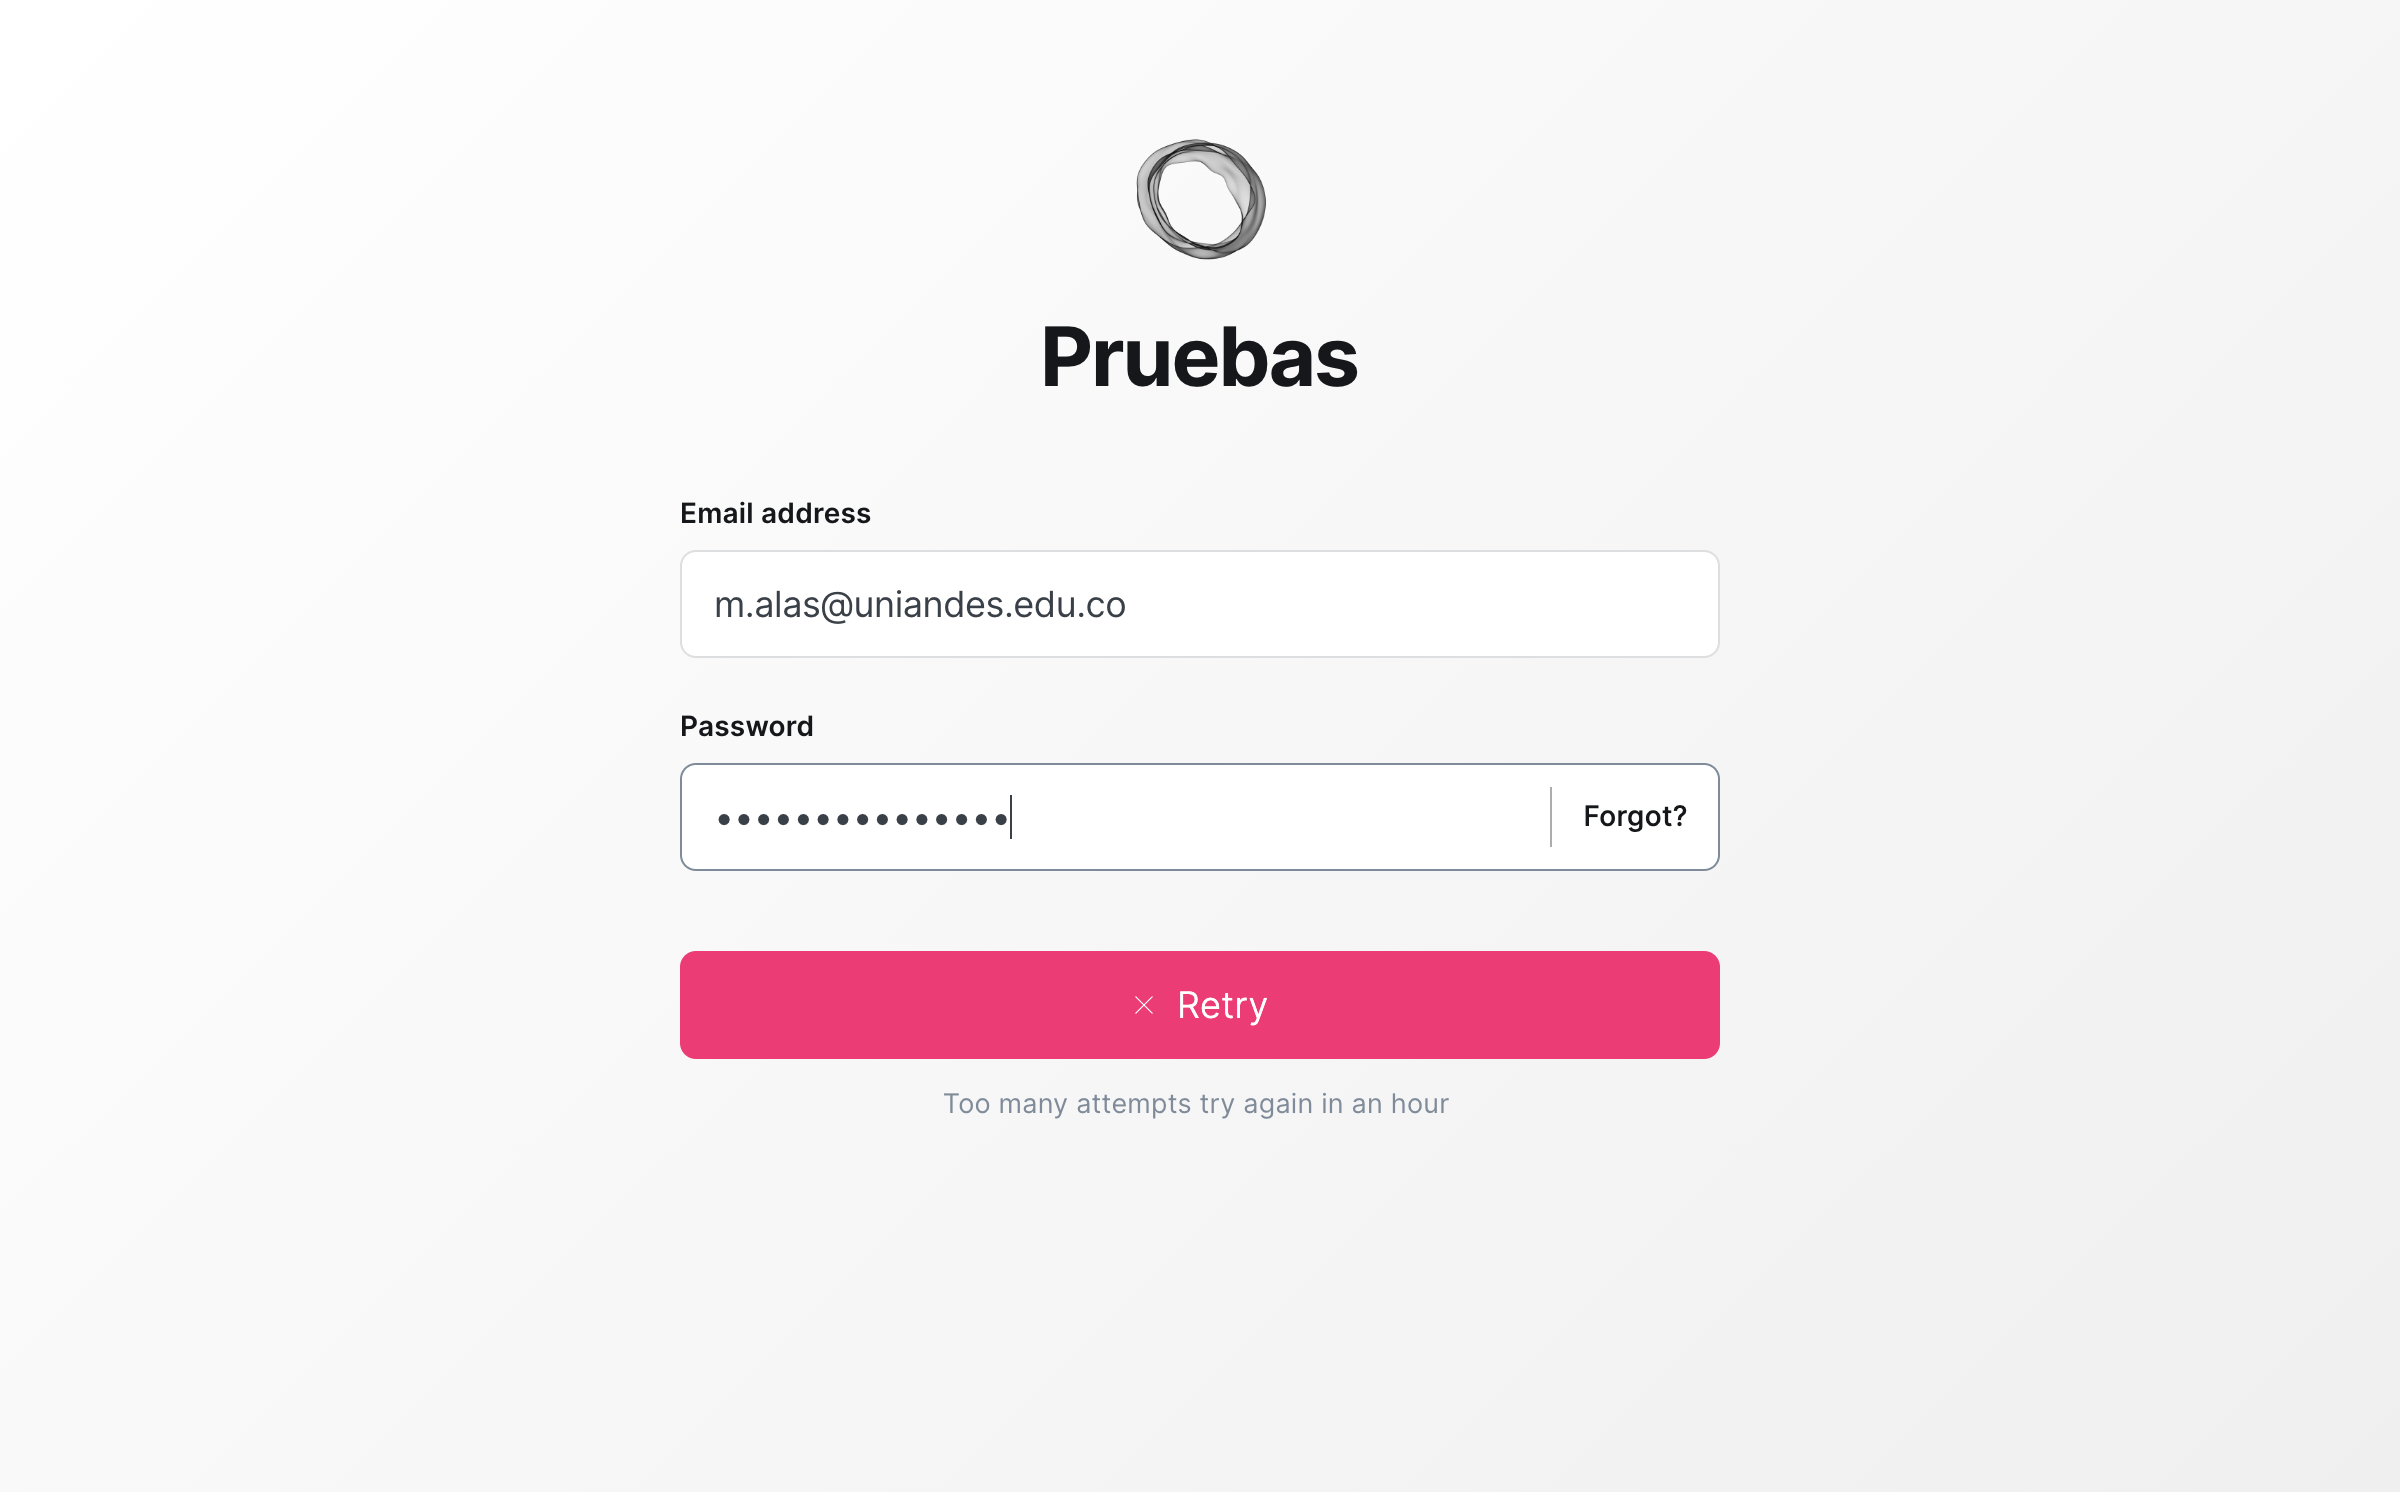 Pruebas
Email address
m.alas@uniandes.edu.co
Password
Forgot?
Retry
Too many attempts try again in an hour